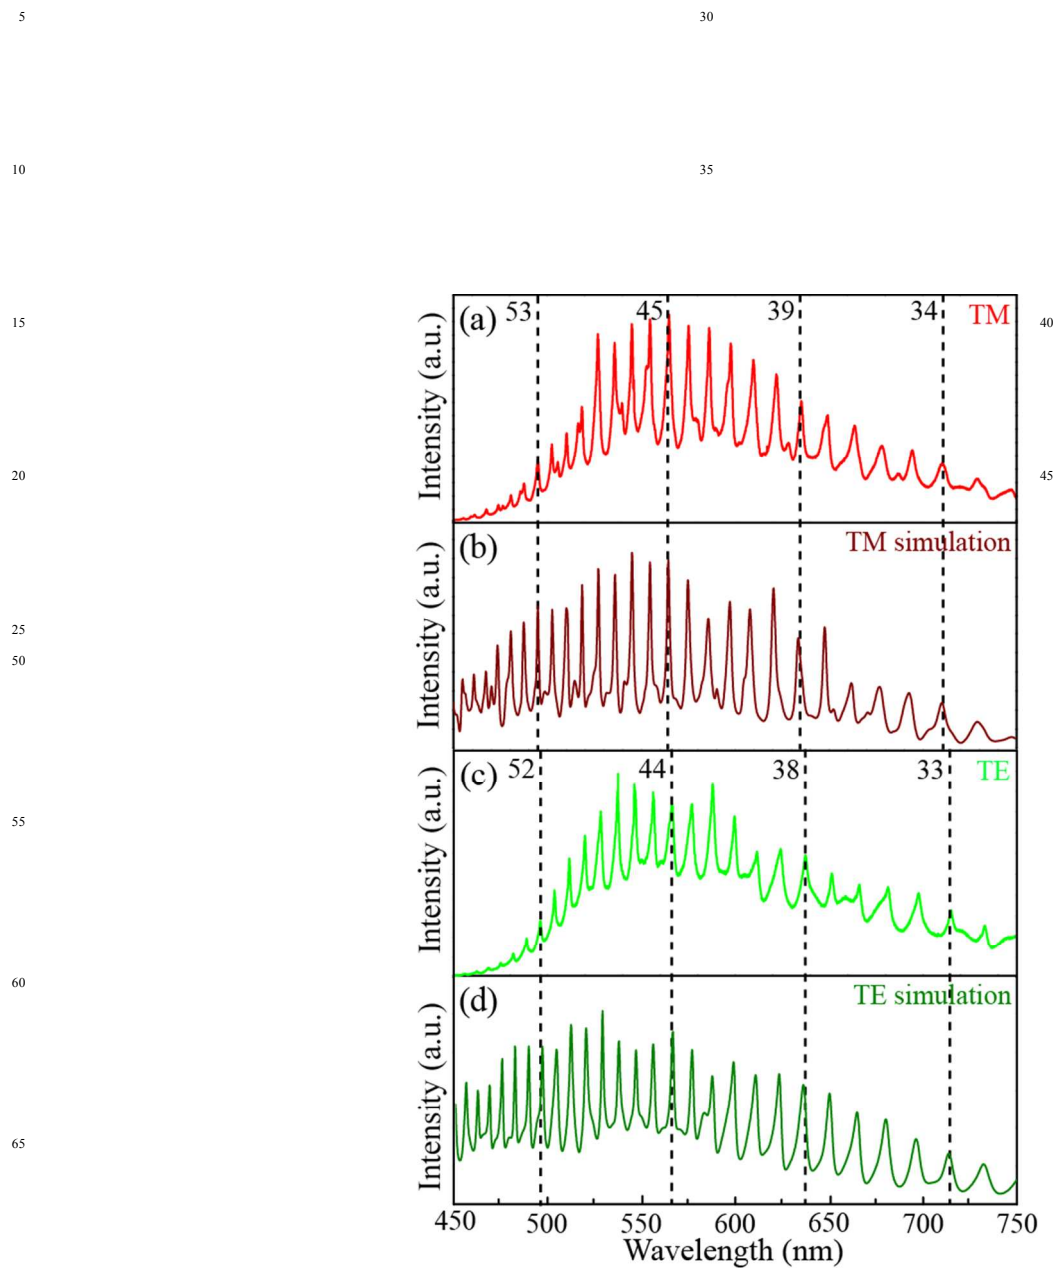 5
30
10
35
15
40
20
45
25
50
55
60
65
(a)
53
45
39
34
TM
Intensity (a.u.)
(b)
TM simulation
Intensity (a.u.)
(c)
52
44
38
33
TE
Intensity (a.u.)
(d)
TE simulation
Intensity (a.u.)
450 500 550 600 650 700 750
Wavelength (nm)